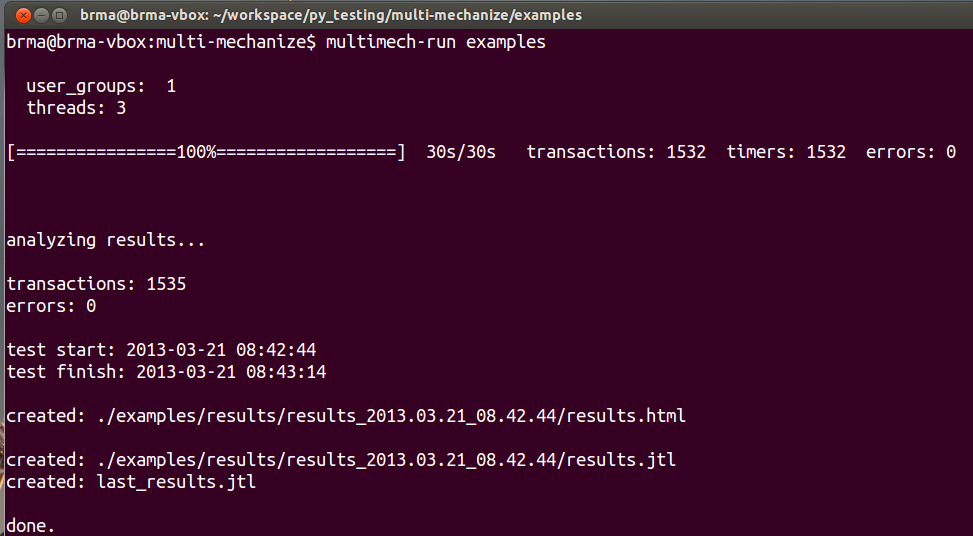 brma@brma-vbox: ~/workspace/py_testing/multi-mechanize/examples
brma@brma-vbox:multi-mechanize$ multimech-run examples
user_groups:  1
threads: 3
[================100%==================]  30s/30s   transactions: 1532  timers: 1532  errors: 0
analyzing results...
transactions: 1535
errors: 0
test start: 2013-03-21 08:42:44
test finish: 2013-03-21 08:43:14
created: ./examples/results/results_2013.03.21_08.42.44/results.html
created: ./examples/results/results_2013.03.21_08.42.44/results.jtl
created: last_results.jtl
done.